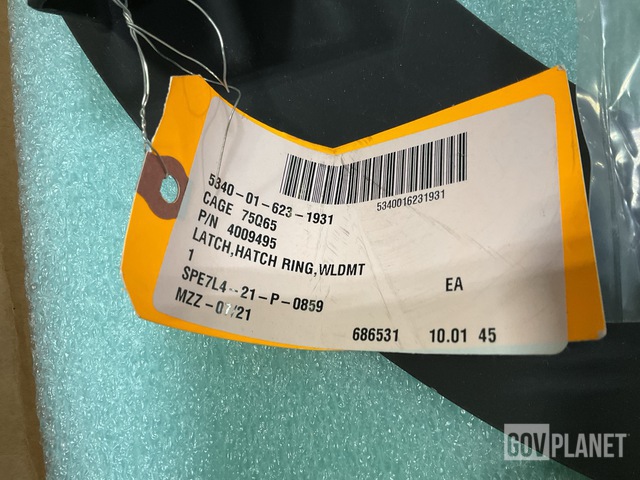 5340-01-623-1931
5340016231931
CAGE 75Q65
P/N 4009495
LATCH,HATCH RING,WLDMT
1 EA
SPE7L4--21-P-0859
686531 10.01 45
GOVPLANET